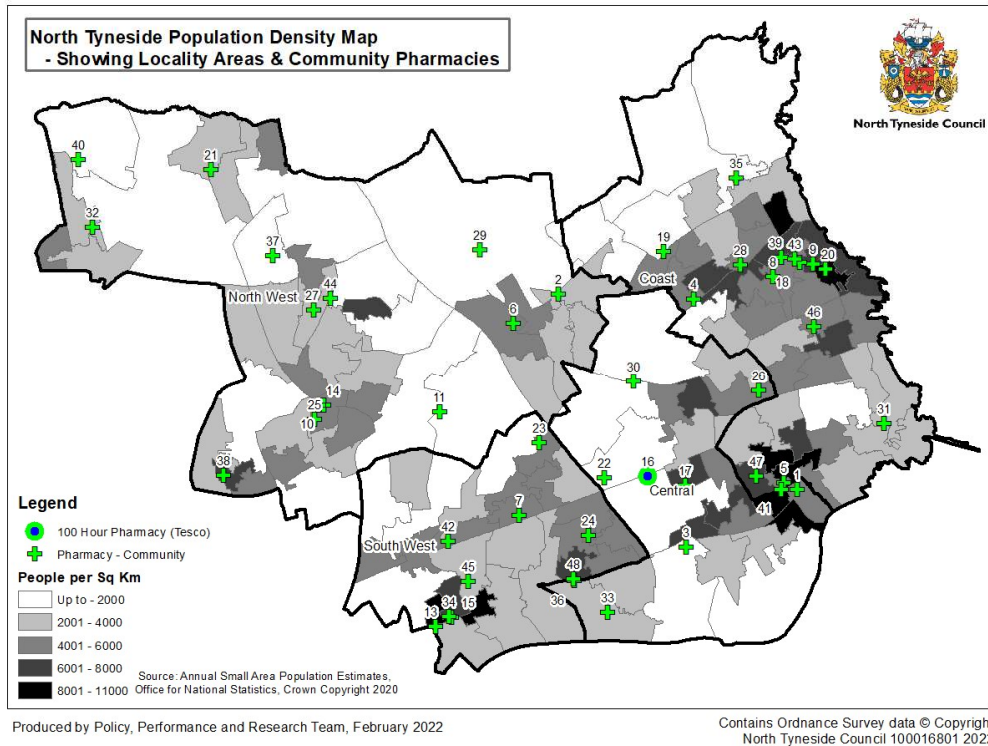 North Tyneside Population Density Map
- Showing Locality Areas & Community Pharmacies
North Tyneside Council
40
21
35
32
37
29
19
39
43
9
20
28
8
18
Coast
4
2
North West
27
44
6
46
30
26
14
25
10
11
31
23
38
22
16
17
Central
47
5
1
41
7
24
42
South West
3
45
48
36
33
13
34
15
Legend
100 Hour Pharmacy (Tesco)
Pharmacy - Community
People per Sq Km
Up to - 2000
2001 - 4000
4001 - 6000
6001 - 8000
8001 - 11000
Source: Annual Small Area Population Estimates,
Office for National Statistics, Crown Copyright 2020
Produced by Policy, Performance and Research Team, February 2022
Contains Ordnance Survey data © Copyrigh
North Tyneside Council 100016801 202